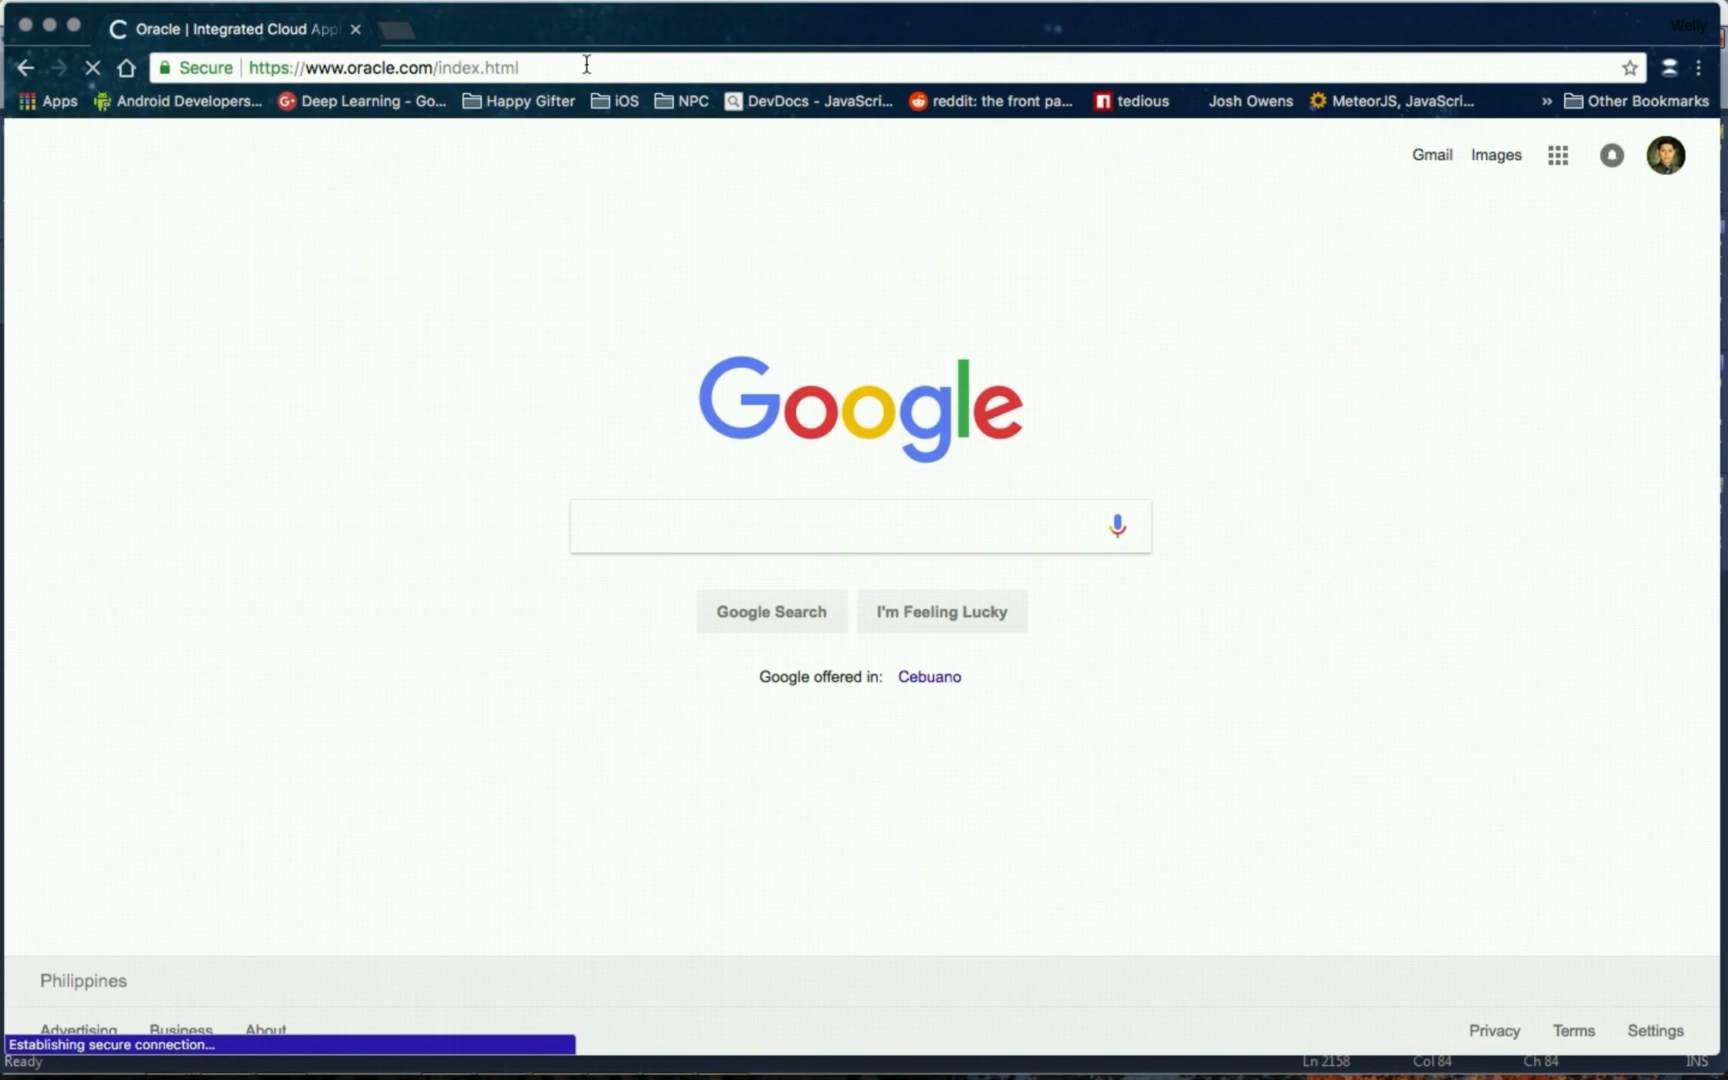 Oracle | Integrated Cloud App
Welly
Secure | https://www.oracle.com/index.html
Apps Android Developers... Deep Learning - Go... Happy Gifter iOS NPC DevDocs - JavaScri... reddit: the front pa... tedious Josh Owens MeteorJS, JavaScri... » Other Bookmarks
Gmail Images
Google
Google Search I'm Feeling Lucky
Google offered in: Cebuano
Philippines
Advertising Business About Privacy Terms Settings
Establishing secure connection...
Ready Ln 2158 Col 84 Ch 84 INS